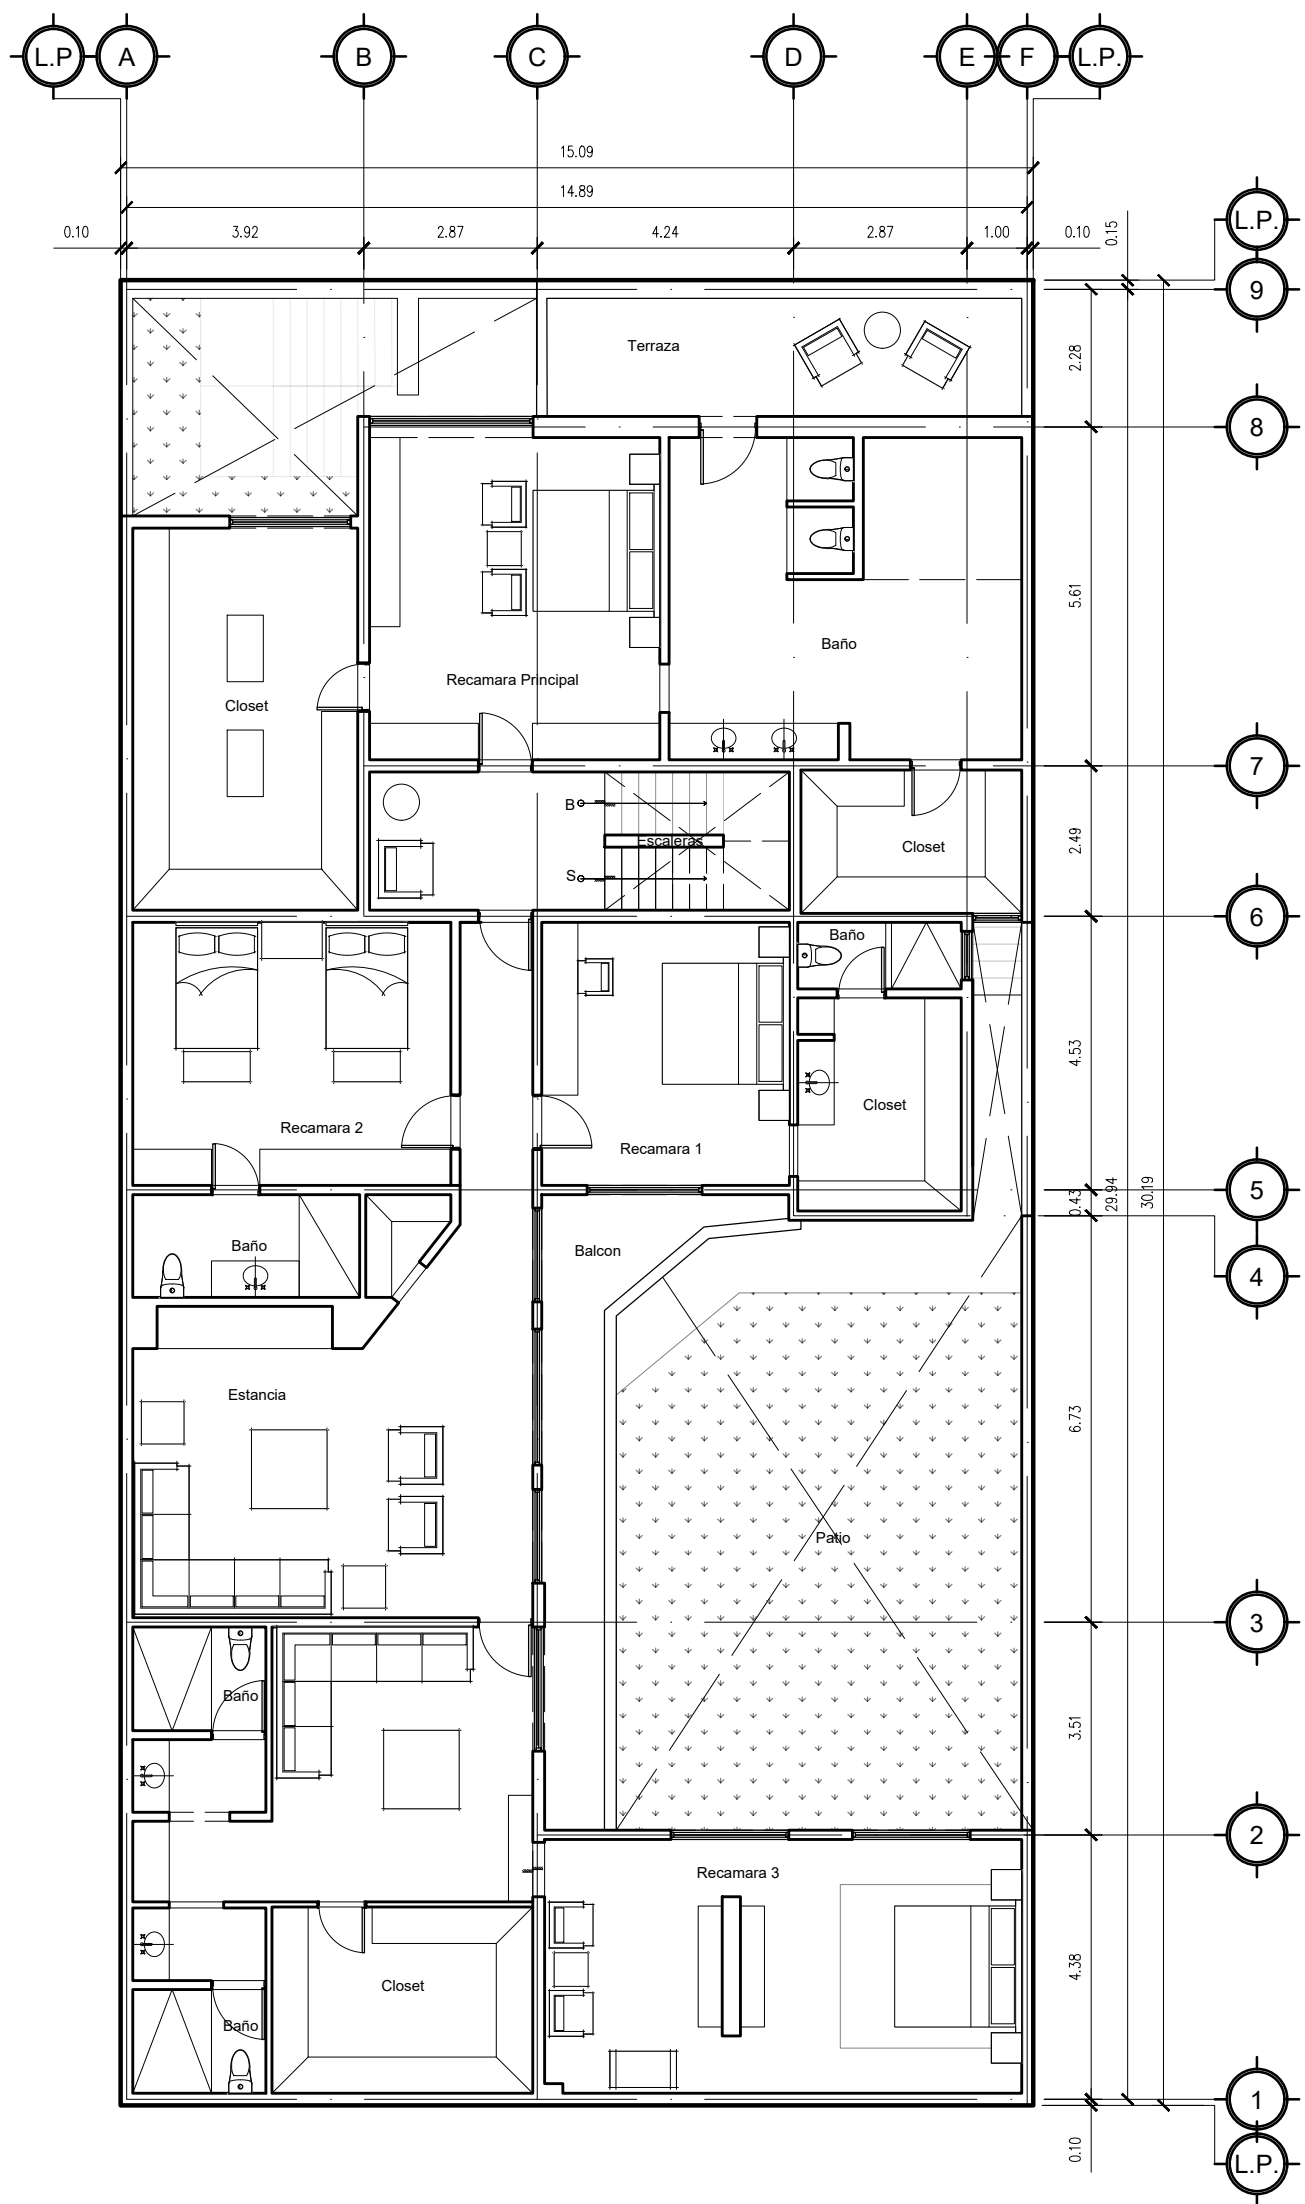 L.P
A
B
C
D
E
F
L.P.
15.09
14.89
0.10
3.92
2.87
4.24
2.87
1.00
0.10
0.15
L.P.
9
2.28
Terraza
8
5.61
Baño
Recamara Principal
Closet
7
B
Escaleras
S
Closet
2.49
6
Baño
4.53
Closet
Recamara 2
Recamara 1
5
0.43
29.94
30.19
Baño
Balcon
4
Estancia
6.73
Patio
3
Baño
3.51
2
Recamara 3
4.38
Closet
Baño
1
0.10
L.P.